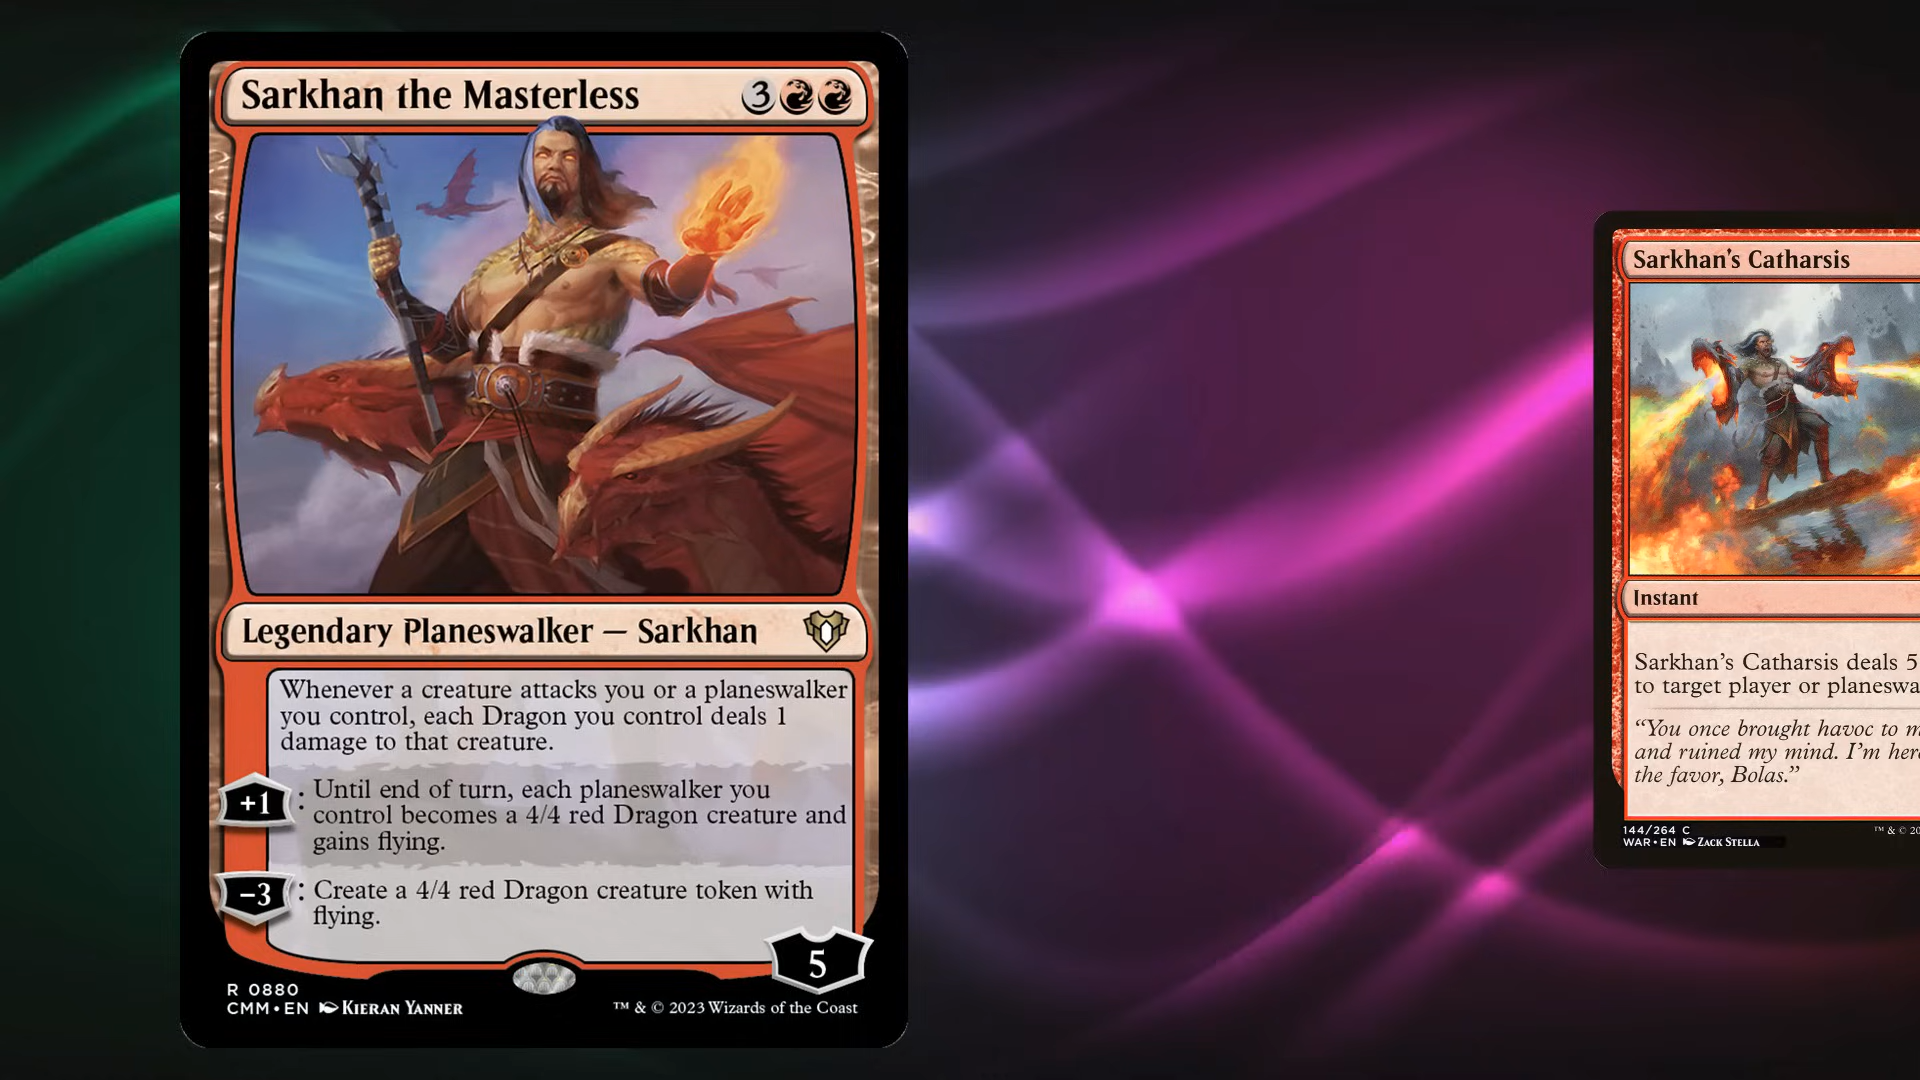 Sarkhan the Masterless 3
Legendary Planeswalker — Sarkhan
Whenever a creature attacks you or a planeswalker
you control, each Dragon you control deals 1
damage to that creature.
+1 : Until end of turn, each planeswalker you
control becomes a 4/4 red Dragon creature and
gains flying.
−3 : Create a 4/4 red Dragon creature token with
flying.
5
R 0880
CMM • EN KIERAN YANNER
™ & © 2023 Wizards of the Coast
Sarkhan's Catharsis
Instant
Sarkhan's Catharsis deals 5
to target player or planeswa
“You once brought havoc to m
and ruined my mind. I'm here
the favor, Bolas.”
144/264 C
WAR • EN ZACK STELLA
™ & © 20